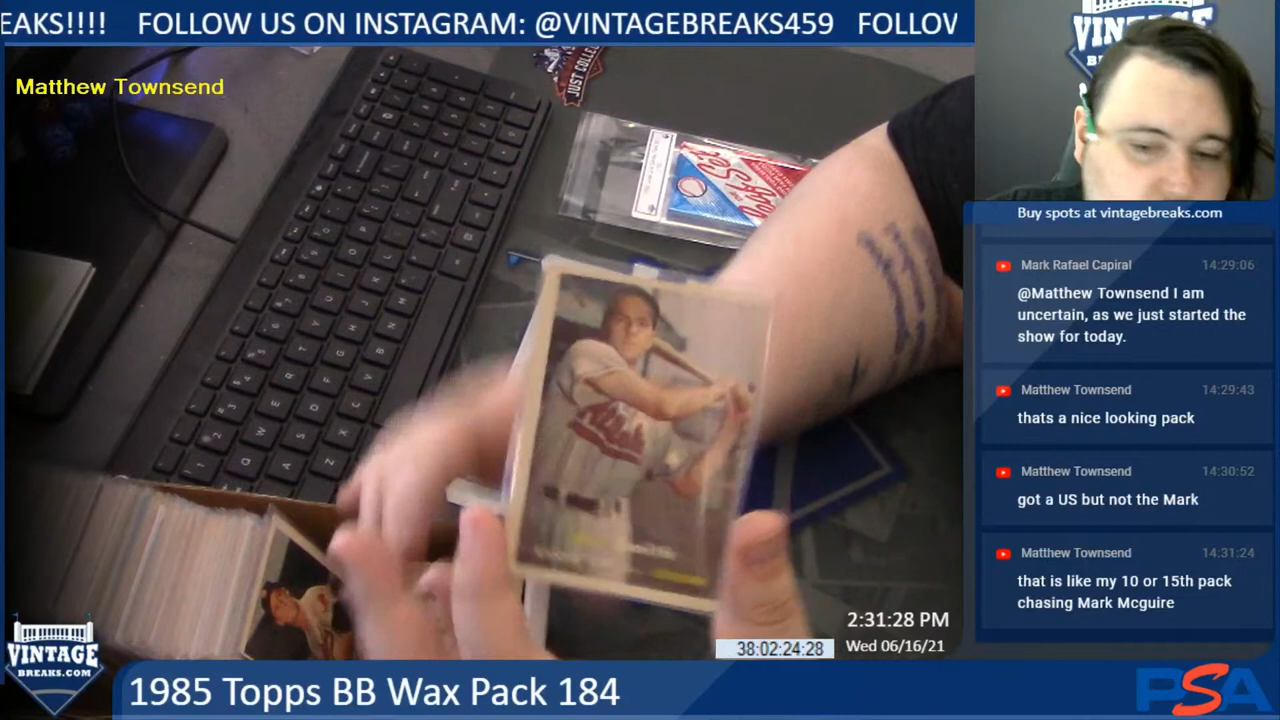 EAKS!!!! FOLLOW US ON INSTAGRAM: @VINTAGEBREAKS459 FOLLOV
Matthew Townsend
JUST COLLEC
VINTAGE
BREAKS
Buy spots at vintagebreaks.com
Mark Rafael Capiral 14:29:06
@Matthew Townsend I am
uncertain, as we just started the
show for today.
Matthew Townsend 14:29:43
thats a nice looking pack
Matthew Townsend 14:30:52
got a US but not the Mark
Matthew Townsend 14:31:24
that is like my 10 or 15th pack
chasing Mark Mcguire
2:31:28 PM
38:02:24:28 Wed 06/16/21
VINTAGE
BREAKS.COM
1985 Topps BB Wax Pack 184
PSA